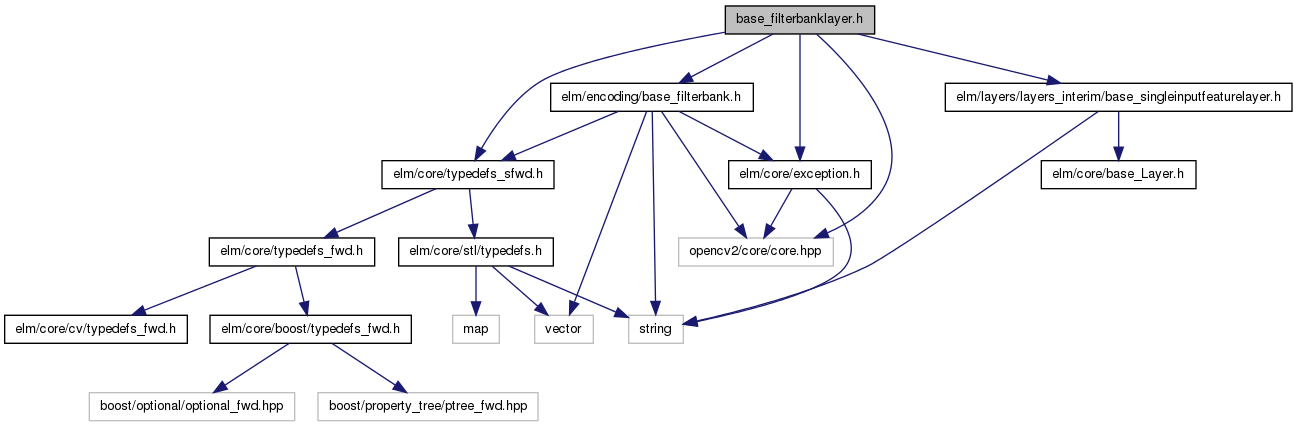 base_filterbanklayer.h
elm/encoding/base_filterbank.h
elm/layers/layers_interim/base_singleinputfeaturelayer.h
elm/core/typedefs_sfwd.h
elm/core/exception.h
elm/core/base_Layer.h
elm/core/typedefs_fwd.h
elm/core/stl/typedefs.h
opencv2/core/core.hpp
elm/core/cv/typedefs_fwd.h
elm/core/boost/typedefs_fwd.h
map
vector
string
boost/optional/optional_fwd.hpp
boost/property_tree/ptree_fwd.hpp